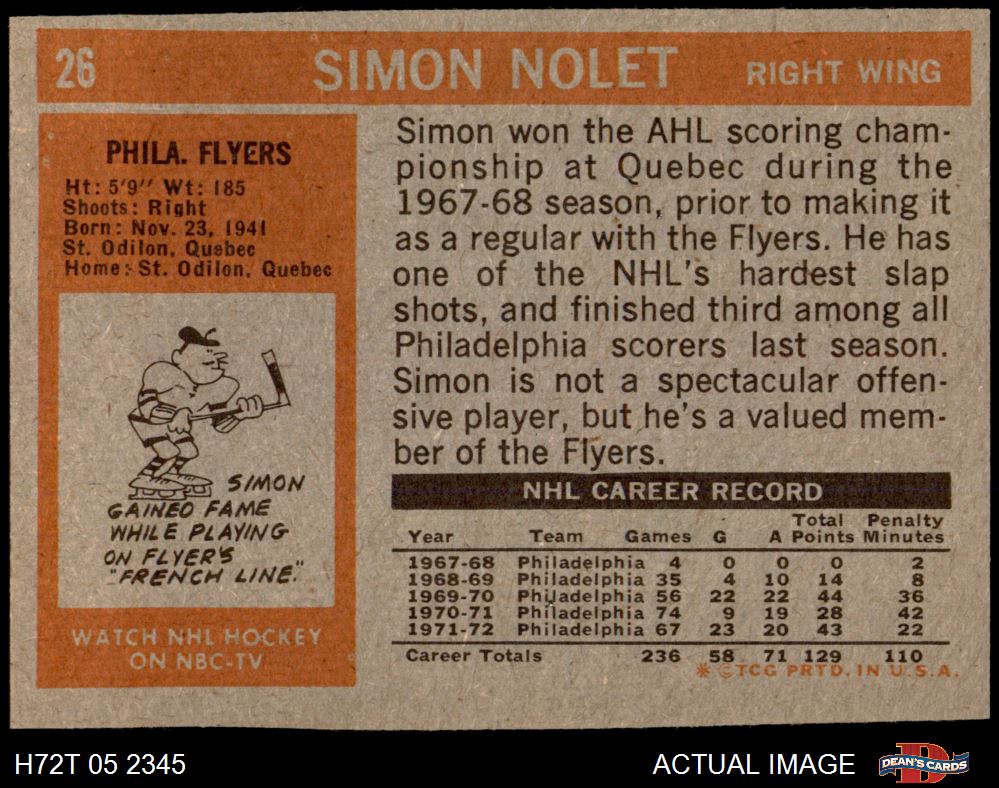 26 SIMON NOLET RIGHT WING
PHILA. FLYERS
Ht: 5'9" Wt: 185
Shoots: Right
Born: Nov. 23, 1941
St. Odilon, Quebec
Home: St. Odilon, Quebec
SIMON
GAINED FAME
WHILE PLAYING
ON FLYER'S
"FRENCH LINE."
WATCH NHL HOCKEY
ON NBC-TV
Simon won the AHL scoring cham-
pionship at Quebec during the
1967-68 season, prior to making it
as a regular with the Flyers. He has
one of the NHL's hardest slap
shots, and finished third among all
Philadelphia scorers last season.
Simon is not a spectacular offen-
sive player, but he's a valued mem-
ber of the Flyers.
NHL CAREER RECORD
Total Penalty
Year Team Games G A Points Minutes
1967-68 Philadelphia 4 0 0 0 2
1968-69 Philadelphia 35 4 10 14 8
1969-70 Philadelphia 56 22 22 44 36
1970-71 Philadelphia 74 9 19 28 42
1971-72 Philadelphia 67 23 20 43 22
Career Totals 236 58 71 129 110
* © TCG PRTD. IN U.S.A.
H72T 05 2345 ACTUAL IMAGE DEAN'S CARDS